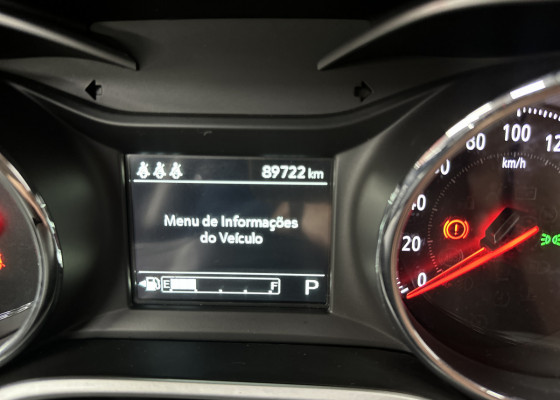 89722 km
Menu de Informações
do Veículo
E F P
100
80
km/h
20
0